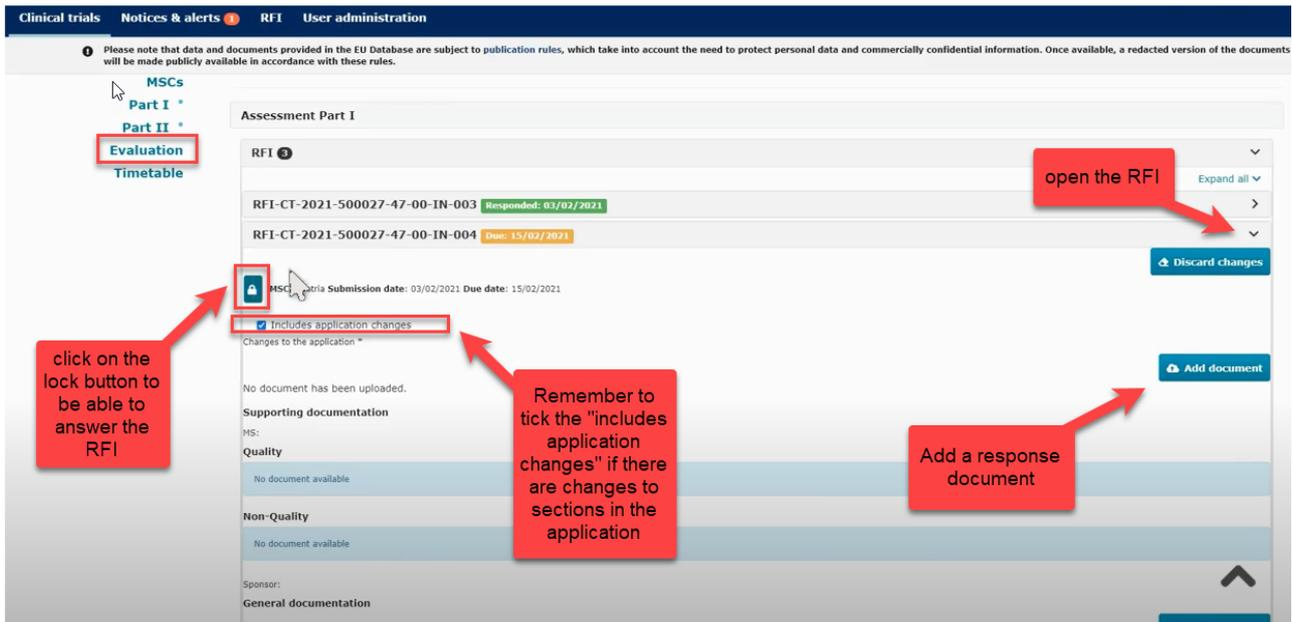 Clinical trials Notices & alerts 1 RFI User administration
Please note that data and documents provided in the EU Database are subject to publication rules, which take into account the need to protect personal data and commercially confidential information. Once available, a redacted version of the documents
will be made publicly available in accordance with these rules.
MSCs
Part I *
Part II *
Evaluation
Timetable
Assessment Part I
RFI 3
Expand all
RFI-CT-2021-500027-47-00-IN-003 Responded: 03/02/2021
RFI-CT-2021-500027-47-00-IN-004 Due: 15/02/2021
open the RFI
Discard changes
MSC Submission date: 03/02/2021 Due date: 15/02/2021
Includes application changes
Changes to the application *
Add document
No document has been uploaded.
Supporting documentation
MS:
Quality
No document available
Non-Quality
No document available
Sponsor:
General documentation
click on the
lock button to
be able to
answer the
RFI
Remember to
tick the "includes
application
changes" if there
are changes to
sections in the
application
Add a response
document